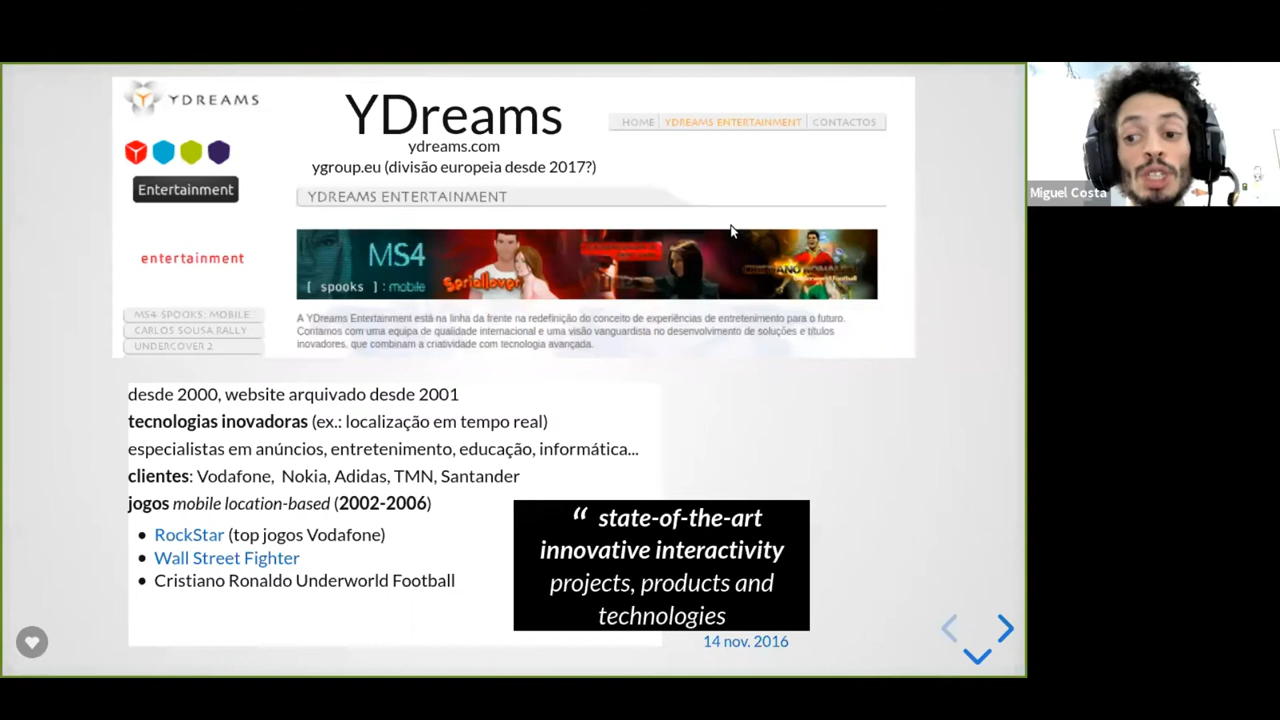 YDREAMS
YDreams
ydreams.com
ygroup.eu (divisão europeia desde 2017?)
HOME
YDREAMS ENTERTAINMENT
CONTACTOS
Entertainment
YDREAMS ENTERTAINMENT
entertainment
MS4
[ spooks ]:mobile
Seriallover
Underworld Football
MS4 SPOOKS: MOBILE
CARLOS SOUSA RALLY
UNDERCOVER 2
A YDreams Entertainment está na linha da frente na redefinição do conceito de experiências de entretenimento para o futuro.
Contamos com uma equipa de qualidade internacional e uma visão vanguardista no desenvolvimento de soluções e títulos
inovadores, que combinam a criatividade com tecnologia avançada.
desde 2000, website arquivado desde 2001
tecnologias inovadoras (ex.: localização em tempo real)
especialistas em anúncios, entretenimento, educação, informática...
clientes: Vodafone, Nokia, Adidas, TMN, Santander
jogos mobile location-based (2002-2006)
• RockStar (top jogos Vodafone)
• Wall Street Fighter
• Cristiano Ronaldo Underworld Football
“ state-of-the-art
innovative interactivity
projects, products and
technologies
14 nov. 2016
Miguel Costa